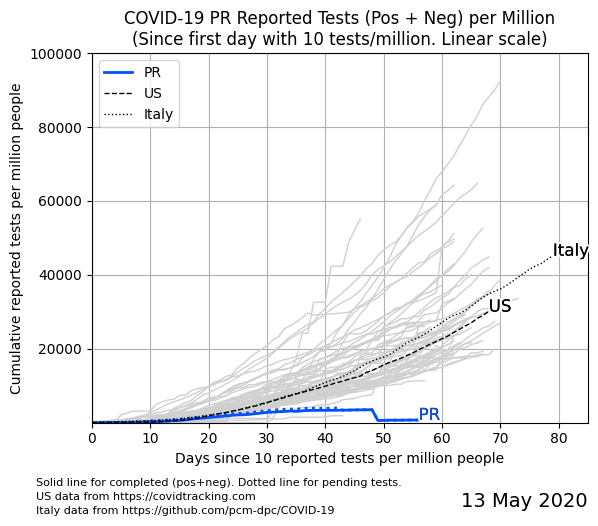 COVID-19 PR Reported Tests (Pos + Neg) per Million
(Since first day with 10 tests/million. Linear scale)
Cumulative reported tests per million people
100000
80000
60000
40000
20000
PR
US
Italy
Italy
US
PR
0 10 20 30 40 50 60 70 80
Days since 10 reported tests per million people
Solid line for completed (pos+neg). Dotted line for pending tests.
US data from https://covidtracking.com
Italy data from https://github.com/pcm-dpc/COVID-19
13 May 2020